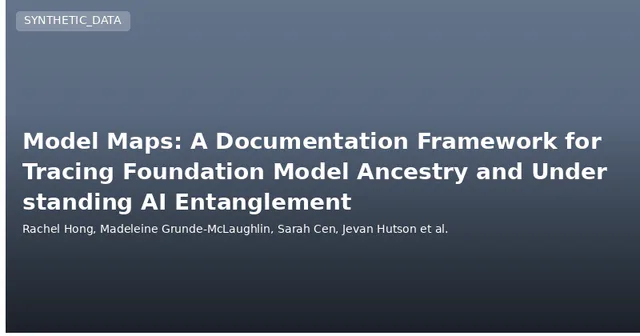 SYNTHETIC_DATA
Model Maps: A Documentation Framework for
Tracing Foundation Model Ancestry and Under
standing AI Entanglement
Rachel Hong, Madeleine Grunde-McLaughlin, Sarah Cen, Jevan Hutson et al.